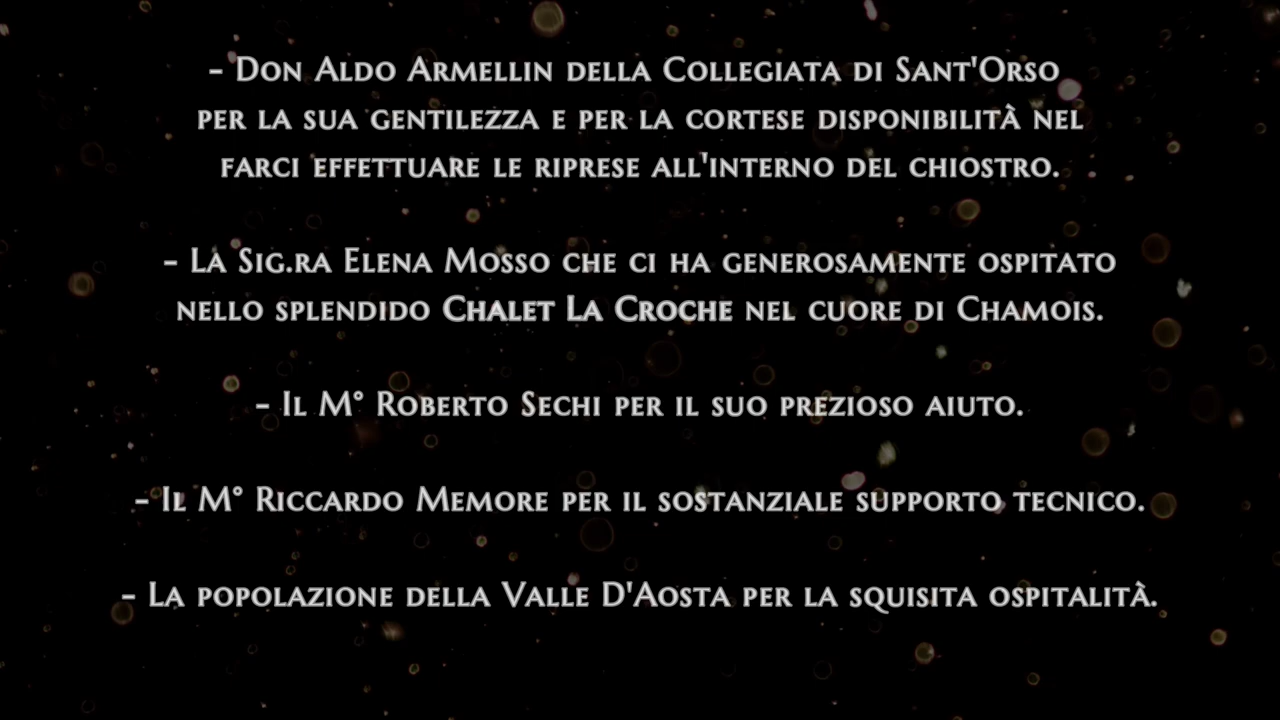 - Don Aldo Armellin della Collegiata di Sant'Orso
per la sua gentilezza e per la cortese disponibilità nel
farci effettuare le riprese all'interno del chiostro.
- La Sig.ra Elena Mosso che ci ha generosamente ospitato
nello splendido Chalet La Croche nel cuore di Chamois.
- Il M° Roberto Sechi per il suo prezioso aiuto.
- Il M° Riccardo Memore per il sostanziale supporto tecnico.
- La popolazione della Valle D'Aosta per la squisita ospitalità.